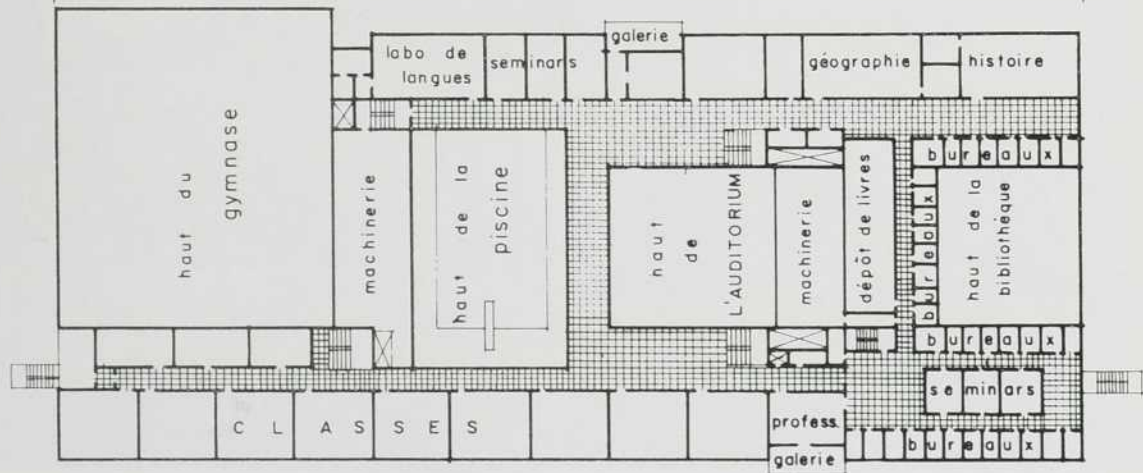 labo de
langues
seminars
galerie
géographie
histoire
haut du
gymnase
machinerie
haut de la
piscine
haut
de
L'AUDITORIUM
machinerie
dépôt de livres
bureaux
bureaux
haut de la
bibliothèque
bureaux
seminars
CLASSES
profess.
galerie
bureaux